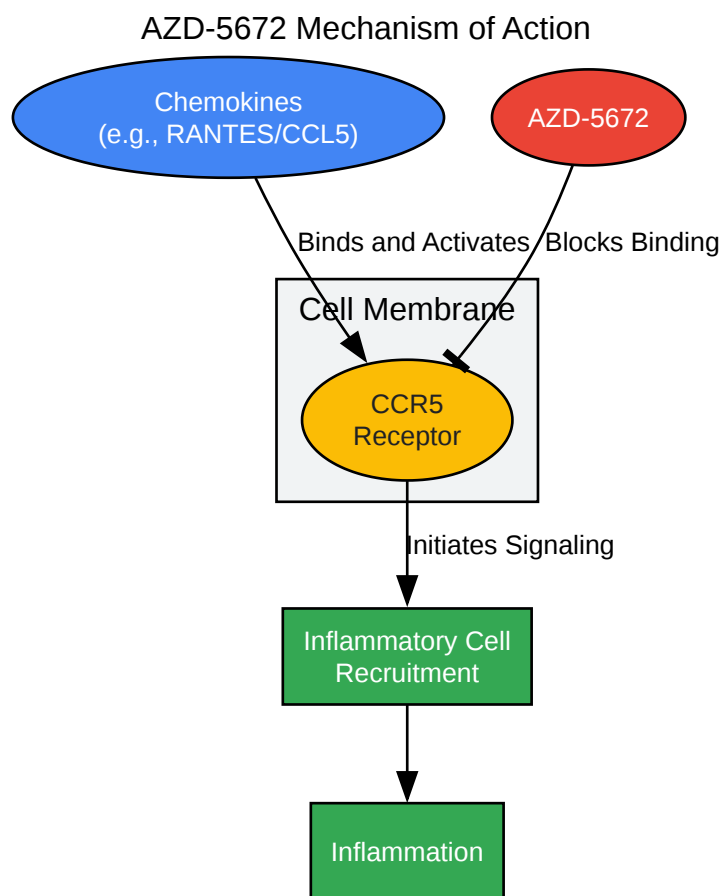 AZD-5672 Mechanism of Action
Chemokines
(e.g., RANTES/CCL5)
AZD-5672
Binds and Activates
Blocks Binding
Cell Membrane
CCR5
Receptor
Initiates Signaling
Inflammatory Cell
Recruitment
Inflammation